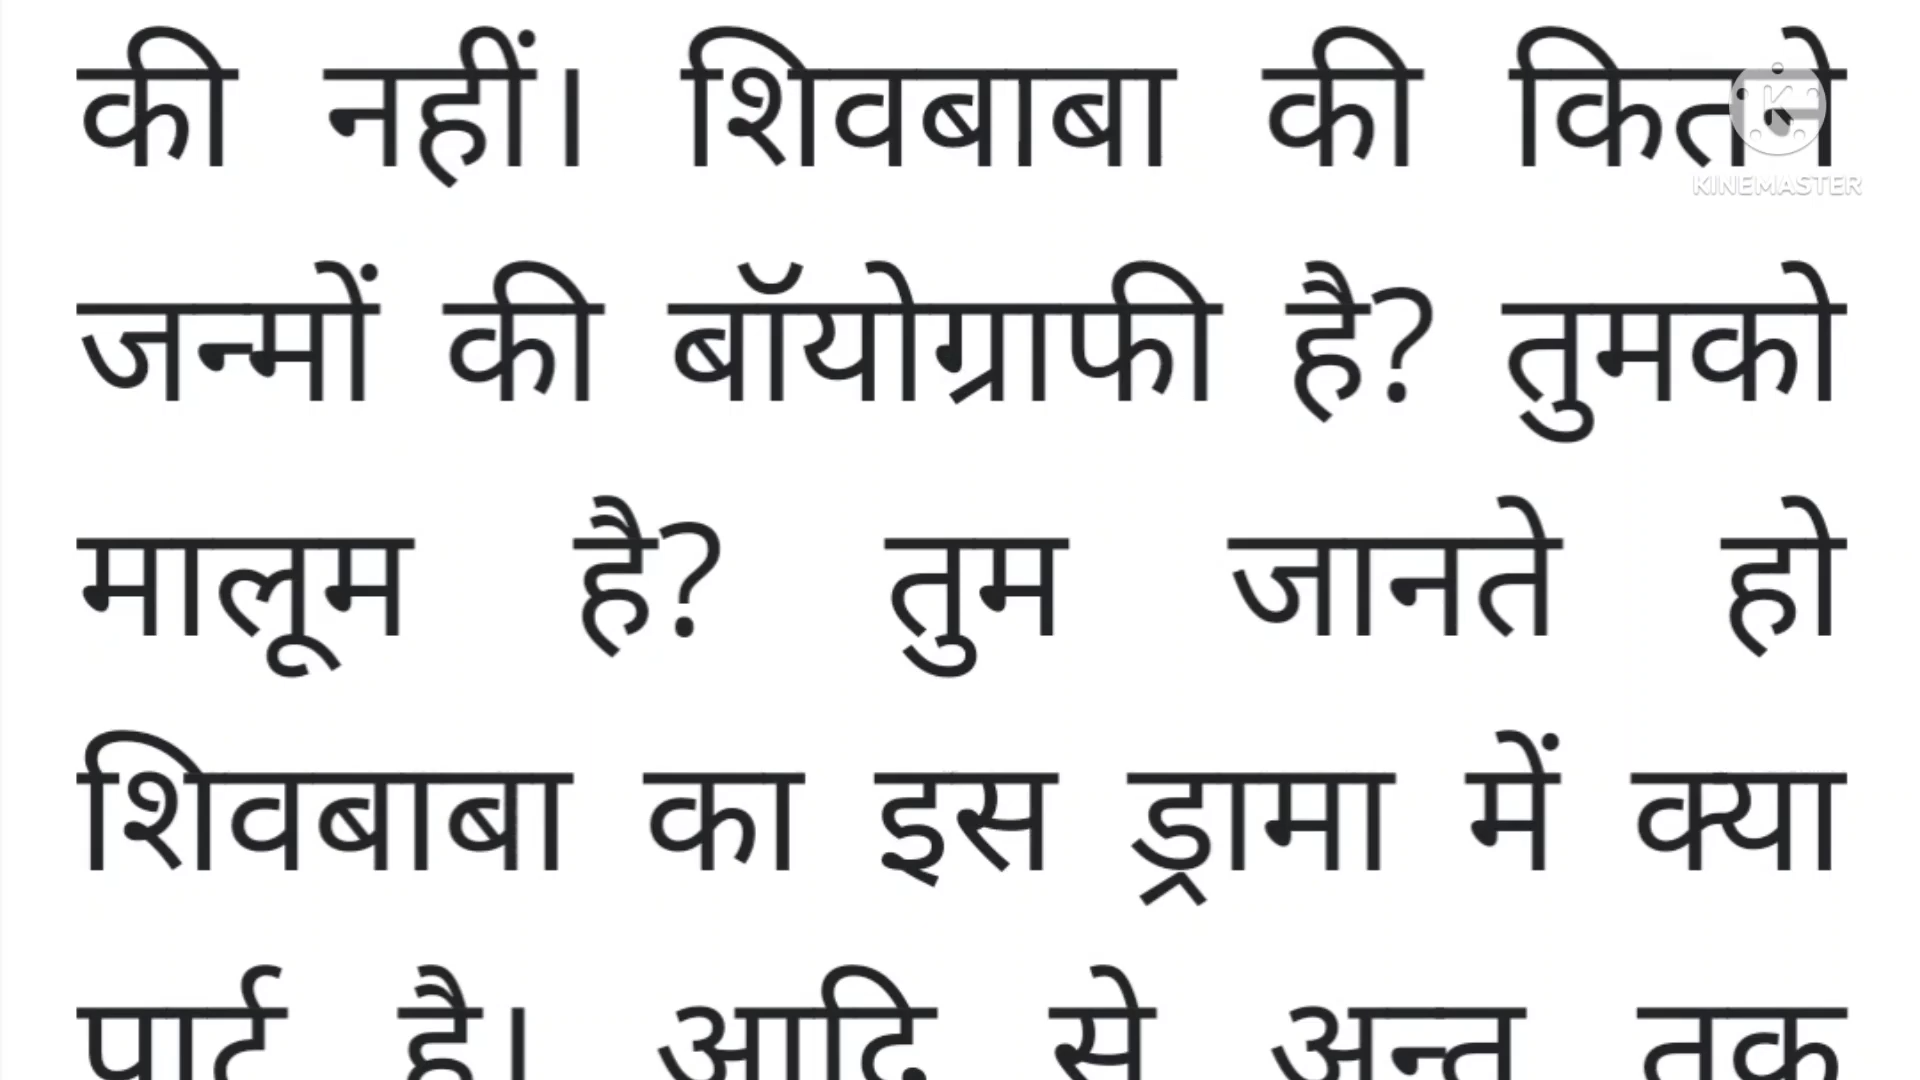 की नहीं। शिवबाबा की कितने
KINEMASTER
जन्मों की बॉयोग्राफी है? तुमको
मालूम है? तुम जानते हो
शिवबाबा का इस ड्रामा में क्या
पार्ट है। आदि से अन्त तक